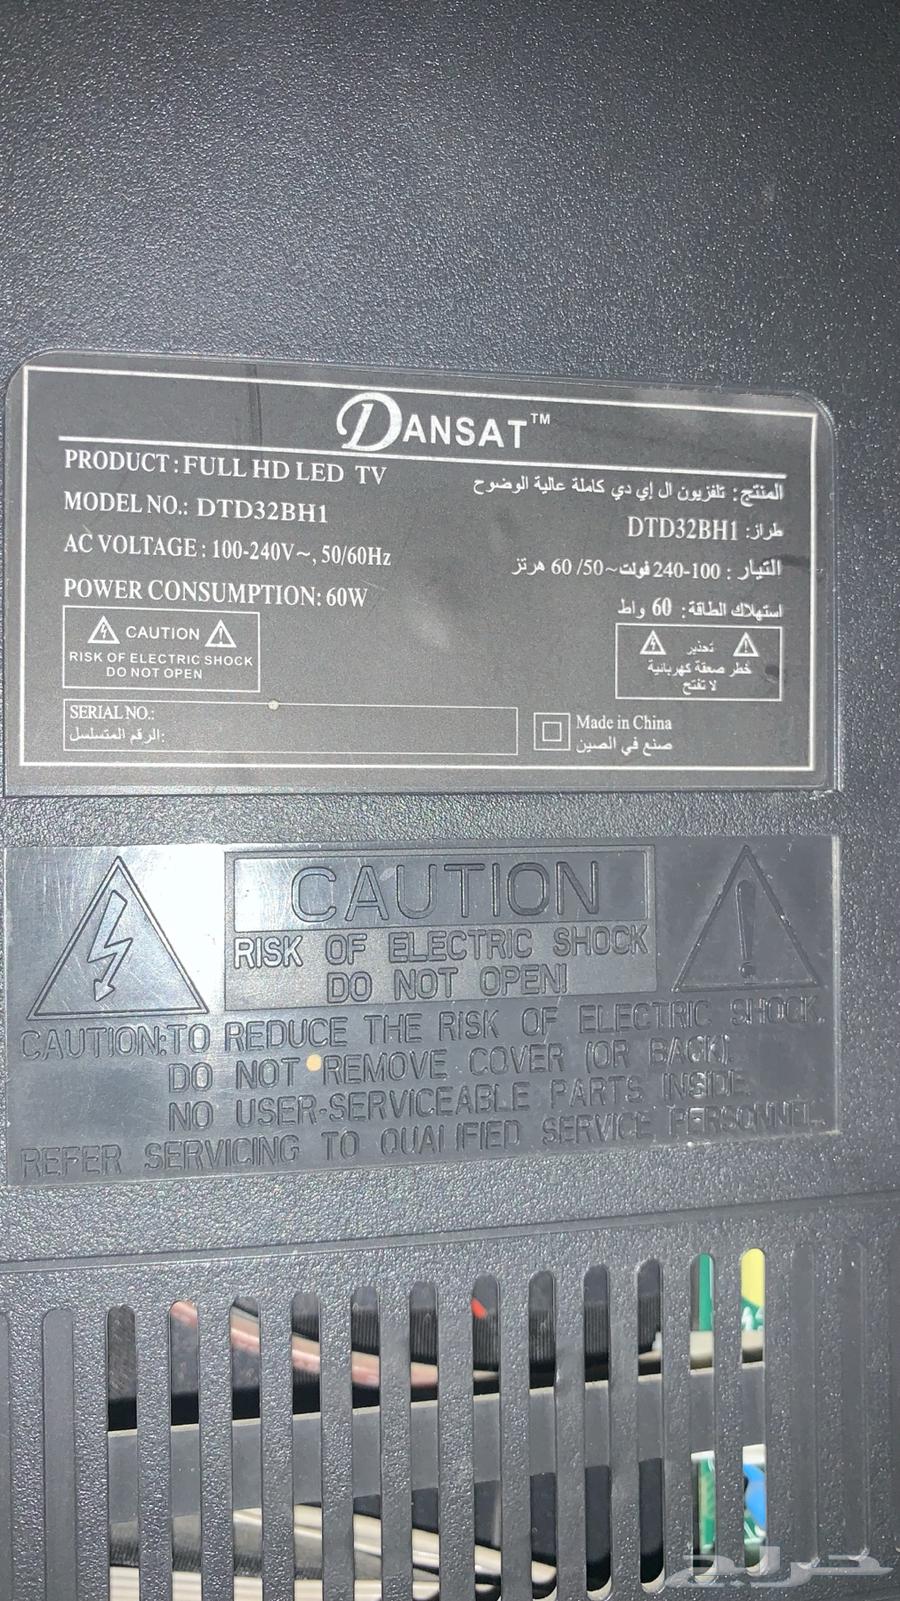 DANSAT™
PRODUCT: FULL HD LED TV
MODEL NO.: DTD32BH1
AC VOLTAGE: 100-240V~, 50/60Hz
POWER CONSUMPTION: 60W
CAUTION
RISK OF ELECTRIC SHOCK
DO NOT OPEN
المنتج: تلفزيون ال إي دي كاملة عالية الوضوح
طراز: DTD32BH1
التيار: 100-240 فولت~50/ 60 هرتز
استهلاك الطاقة: 60 واط
تحذير
خطر صعقة كهربائية
لا تفتح
SERIAL NO.:
الرقم المتسلسل:
Made in China
صنع في الصين
CAUTION
RISK OF ELECTRIC SHOCK
DO NOT OPEN!
CAUTION:TO REDUCE THE RISK OF ELECTRIC SHOCK,
DO NOT REMOVE COVER (OR BACK).
NO USER-SERVICEABLE PARTS INSIDE.
REFER SERVICING TO QUALIFIED SERVICE PERSONNEL.
حراج